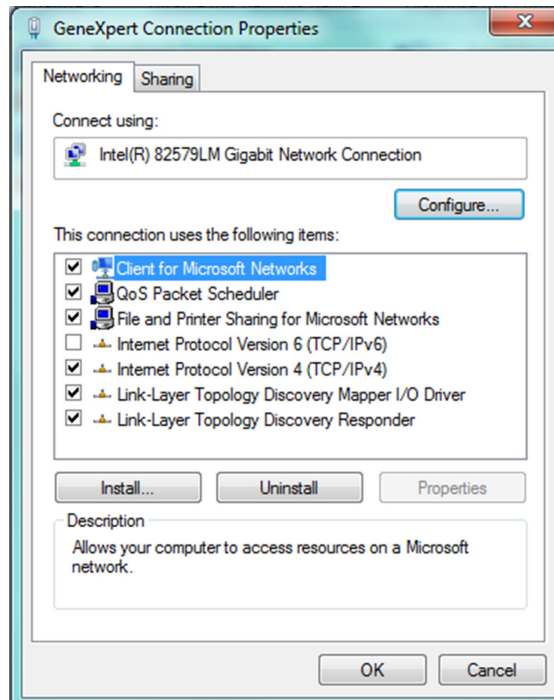 GeneXpert Connection Properties
Networking
Sharing
Connect using:
Intel(R) 82579LM Gigabit Network Connection
Configure...
This connection uses the following items:
Client for Microsoft Networks
QoS Packet Scheduler
File and Printer Sharing for Microsoft Networks
Internet Protocol Version 6 (TCP/IPv6)
Internet Protocol Version 4 (TCP/IPv4)
Link-Layer Topology Discovery Mapper I/O Driver
Link-Layer Topology Discovery Responder
Install...
Uninstall
Properties
Description
Allows your computer to access resources on a Microsoft
network.
OK
Cancel